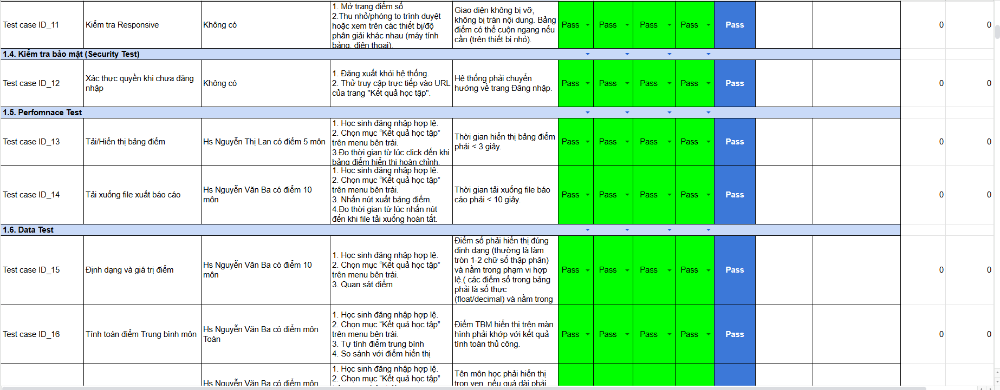 Test case ID_11
Kiểm tra Responsive
Không có
1. Mở trang điểm số
2.Thu nhỏ/phóng to trình duyệt
hoặc xem trên các thiết bị/độ
phân giải khác nhau (máy tính
bảng, điện thoại).
Giao diện không bị vỡ,
không bị tràn nội dung. Bảng
điểm có thể cuộn ngang nếu
cần (trên thiết bị nhỏ).
Pass
Pass
Pass
Pass
Pass
0
0
1.4. Kiểm tra bảo mật (Security Test)
Test case ID_12
Xác thực quyền khi chưa đăng
nhập
Không có
1. Đăng xuất khỏi hệ thống.
2. Thử truy cập trực tiếp vào URL
của trang "Kết quả học tập".
Hệ thống phải chuyển
hướng về trang Đăng nhập.
Pass
Pass
Pass
Pass
Pass
0
0
1.5. Perfomnace Test
Test case ID_13
Tải/Hiển thị bảng điểm
Hs Nguyễn Thị Lan có điểm 5 môn
1. Học sinh đăng nhập hợp lệ.
2. Chọn mục “Kết quả học tập”
trên menu bên trái.
3.Đo thời gian từ lúc click đến khi
bảng điểm hiển thị hoàn chỉnh.
Thời gian hiển thị bảng điểm
phải < 3 giây.
Pass
Pass
Pass
Pass
Pass
0
0
Test case ID_14
Tải xuống file xuất báo cáo
Hs Nguyễn Văn Ba có điểm 10
môn
1. Học sinh đăng nhập hợp lệ.
2. Chọn mục “Kết quả học tập”
trên menu bên trái.
3. Nhấn nút xuất bảng điểm.
4.Đo thời gian từ lúc nhấn nút
đến khi file tải xuống hoàn tất.
Thời gian tải xuống file báo
cáo phải < 10 giây.
Pass
Pass
Pass
Pass
Pass
0
0
1.6. Data Test
Test case ID_15
Định dạng và giá trị điểm
Hs Nguyễn Văn Ba có điểm 10
môn
1. Học sinh đăng nhập hợp lệ.
2. Chọn mục “Kết quả học tập”
trên menu bên trái.
3. Quan sát điểm
Điểm số phải hiển thị đúng
định dạng (thường là làm
tròn 1-2 chữ số thập phân)
và nằm trong phạm vi hợp
lệ.( các điểm số trong bảng
phải là số thực
(float/decimal) và nằm trong
Pass
Pass
Pass
Pass
Pass
0
0
Test case ID_16
Tính toán điểm Trung bình môn
Hs Nguyễn Văn Ba có điểm môn
Toán
1. Học sinh đăng nhập hợp lệ.
2. Chọn mục “Kết quả học tập”
trên menu bên trái.
3. Tự tính điểm trung bình
4. So sánh với điểm hiển thị
Điểm TBM hiển thị trên màn
hình phải khớp với kết quả
tính toán thủ công.
Pass
Pass
Pass
Pass
Pass
0
0
Hs Nguyễn Văn Ba có điểm môn
1. Học sinh đăng nhập hợp lệ.
2. Chọn mục “Kết quả học tập”
Tên môn học phải hiển thị
trọn vẹn, nếu quá dài phải